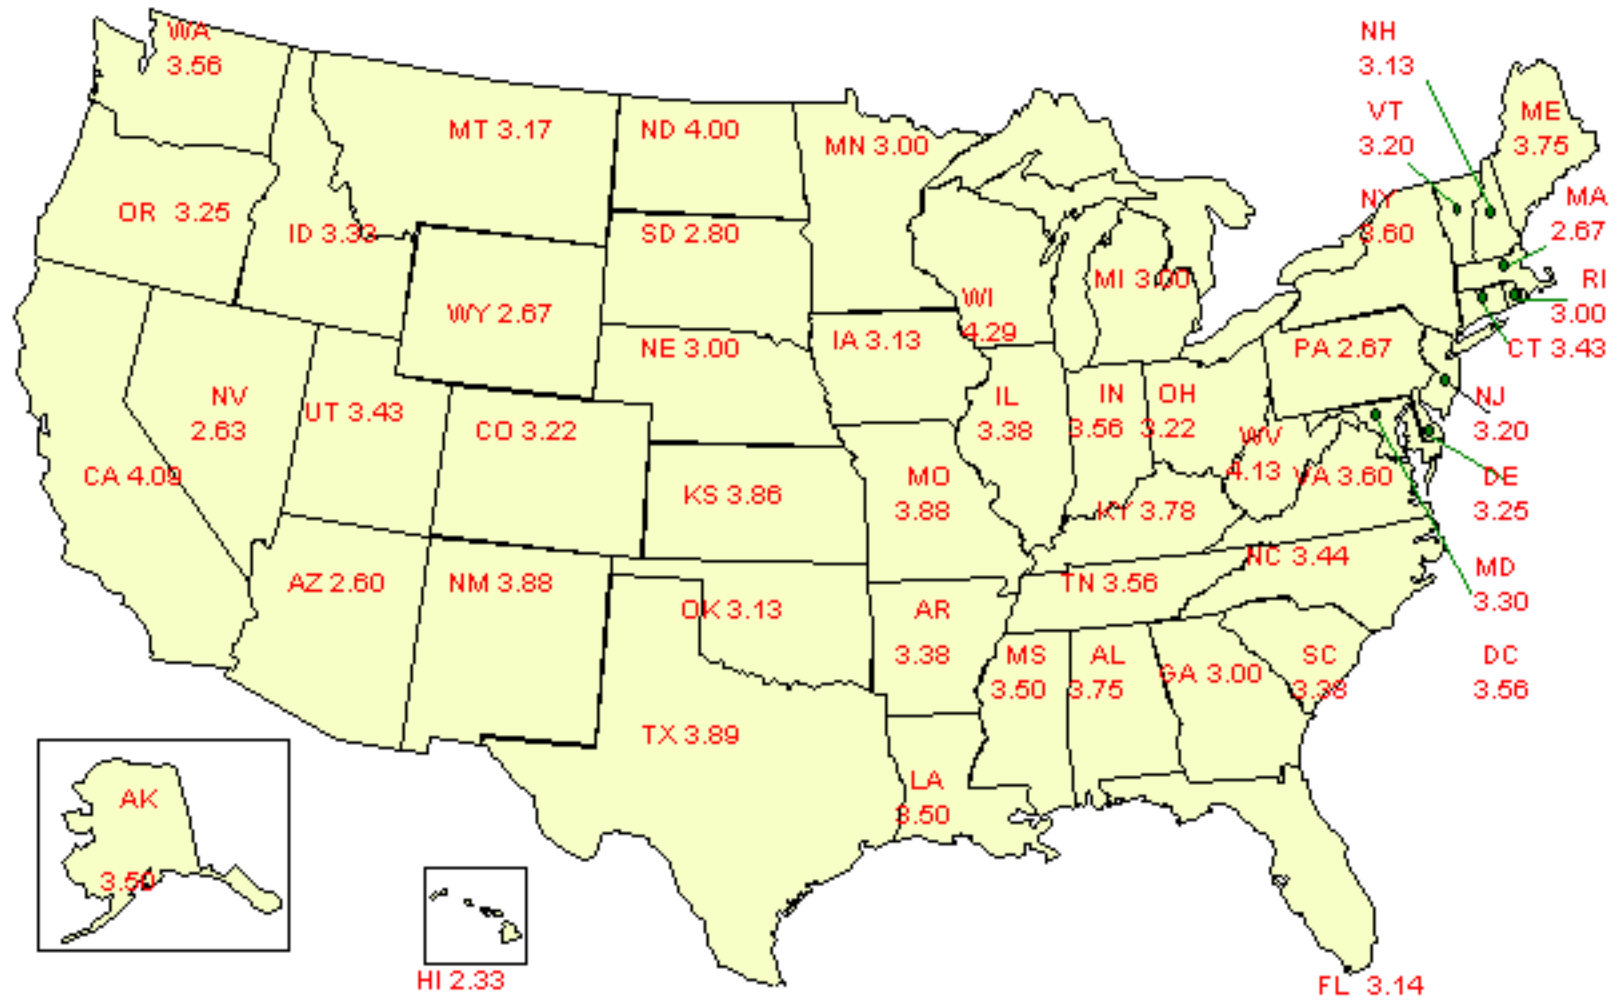 WA
3.56
MT 3.17
ND 4.00
MN 3.00
OR 3.25
ID 3.33
SD 2.80
WY 2.67
NE 3.00
IA 3.13
WI
4.29
MI 3.00
NH
3.13
VT
3.20
ME
3.75
NY
3.60
MA
2.67
RI
3.00
CT 3.43
PA 2.67
NJ
3.20
NV
2.63
UT 3.43
CO 3.22
CA 4.09
KS 3.86
MO
3.88
IL
3.38
IN
3.56
OH
3.22
WV
4.13
VA 3.60
DE
3.25
KY 3.78
MD
3.30
AZ 2.60
NM 3.88
OK 3.13
AR
3.38
TN 3.56
NC 3.44
MS
3.50
AL
3.75
GA 3.00
SC
3.38
DC
3.56
TX 3.89
LA
3.50
AK
3.50
HI 2.33
FL 3.14